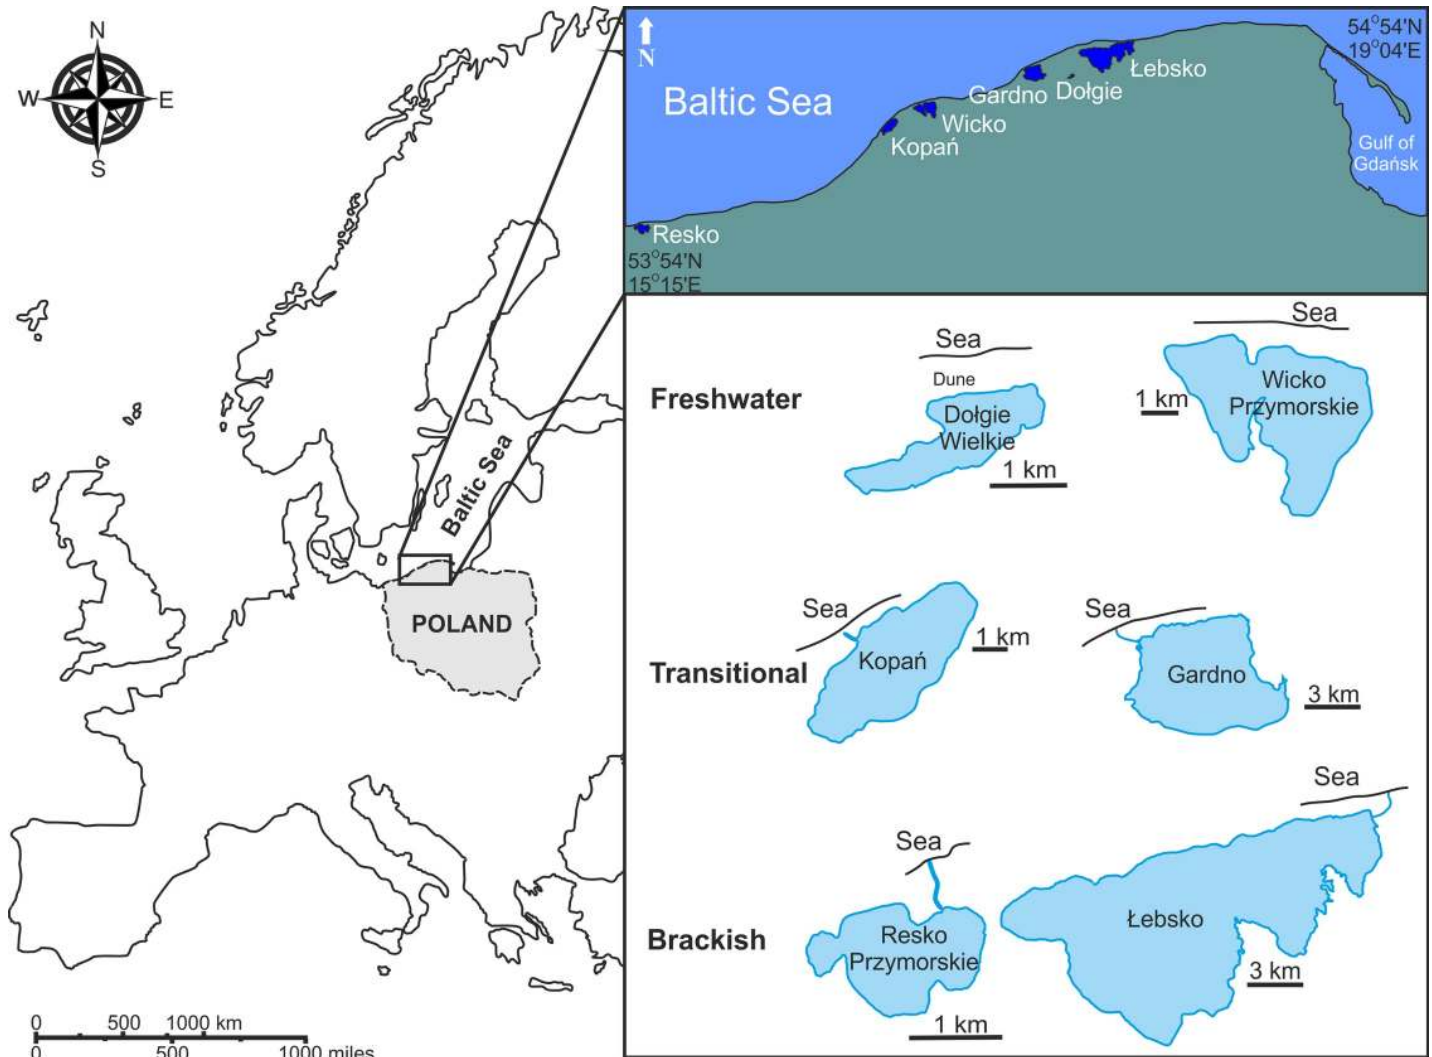 N
W
E
S
Baltic Sea
POLAND
0 500 1000 km
0 500 1000 miles
N
54°54'N
19°04'E
Baltic Sea
Łebsko
Gardno
Dołgie
Wicko
Kopań
Gulf of
Gdańsk
Resko
53°54'N
15°15'E
Freshwater
Sea
Dune
Dołgie
Wielkie
1 km
Sea
1 km
Wicko
Przymorskie
Transitional
Sea
Kopań
1 km
Sea
Gardno
3 km
Brackish
Sea
Resko
Przymorskie
1 km
Sea
Łebsko
3 km